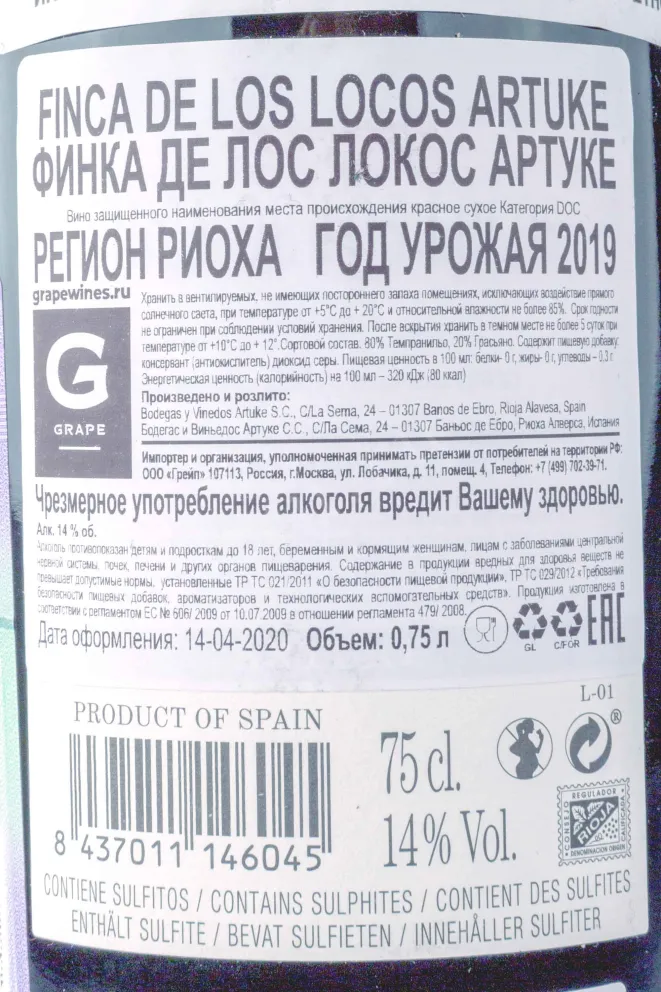 FINCA DE LOS LOCOS ARTUKE
ФИНКА ДЕ ЛОС ЛОКОС АРТУКЕ
Вино защищенного наименования места происхождения красное сухое Категория DOC
РЕГИОН РИОХА ГОД УРОЖАЯ 2019
grapewines.ru
G
GRAPE
Хранить в вентилируемых, не имеющих постороннего запаха помещениях, исключающих воздействие прямого
солнечного света, при температуре от +5°С до + 20°С и относительной влажности не более 85%. Срок годности
не ограничен при соблюдении условий хранения. После вскрытия хранить в темном месте не более 5 суток при
температуре от +10°С до + 12°.Сортовой состав: 80% Темпранильо, 20% Грасьяно. Содержит пищевую добавку:
консервант (антиокислитель) диоксид серы. Пищевая ценность в 100 мл: белки- 0 г, жиры- 0 г, углеводы – 0,3 г
Энергетическая ценность (калорийность) на 100 мл – 320 кДж (80 ккал)
Произведено и розлито:
Bodegas y Vinedos Artuke S.C., C/La Serna, 24 – 01307 Banos de Ebro, Rioja Alavesa, Spain
Бодегас и Виньедос Артуке С.С., С/Ла Сема, 24 – 01307 Баньос де Ебро, Риоха Алверса, Испания
Импортер и организация, уполномоченная принимать претензии от потребителей на территории РФ:
ООО «Грейп» 107113, Россия, г.Москва, ул. Лобачика, д. 11, помещ. 4, Телефон: +7 (499) 702-39-71.
Чрезмерное употребление алкоголя вредит Вашему здоровью.
Алк. 14 % об.
Алкоголь противопоказан детям и подросткам до 18 лет, беременным и кормящим женщинам, лицам с заболеваниями центральной
нервной системы, почек, печени и других органов пищеварения. Содержание в продукции вредных для здоровья веществ не
превышает допустимые нормы, установленные ТР ТС 021/2011 «О безопасности пищевой продукции», ТР ТС 029/2012 «Требования
безопасности пищевых добавок, ароматизаторов и технологических вспомогательных средств». Продукция изготовлена в
соответствии с регламентом ЕС № 606/ 2009 от 10.07.2009 в отношении регламента 479/ 2008.
Дата оформления: 14-04-2020 Объем: 0,75 л
GL
C/FOR
EAC
L-01
PRODUCT OF SPAIN
75 cl.
®
14% Vol.
CONSEJO REGULADOR
RIOJA
DENOMINACION ORIGEN CALIFICADA
8 437011 146045
CONTIENE SULFITOS / CONTAINS SULPHITES / CONTIENT DES SULFITES
ENTHÄLT SULFITE / BEVAT SULFIETEN / INNEHÅLLER SULFITER